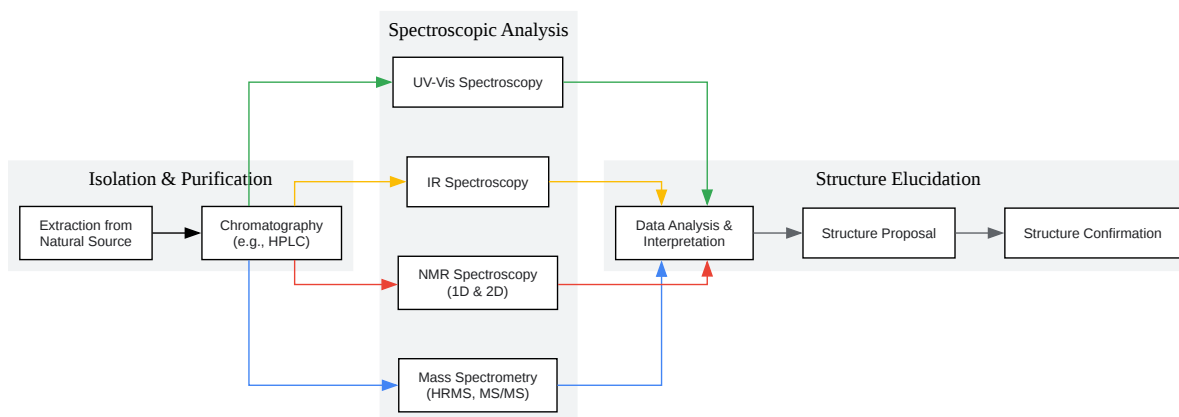 Isolation & Purification
Extraction from
Natural Source
Chromatography
(e.g., HPLC)
Spectroscopic Analysis
UV-Vis Spectroscopy
IR Spectroscopy
NMR Spectroscopy
(1D & 2D)
Mass Spectrometry
(HRMS, MS/MS)
Structure Elucidation
Data Analysis &
Interpretation
Structure Proposal
Structure Confirmation